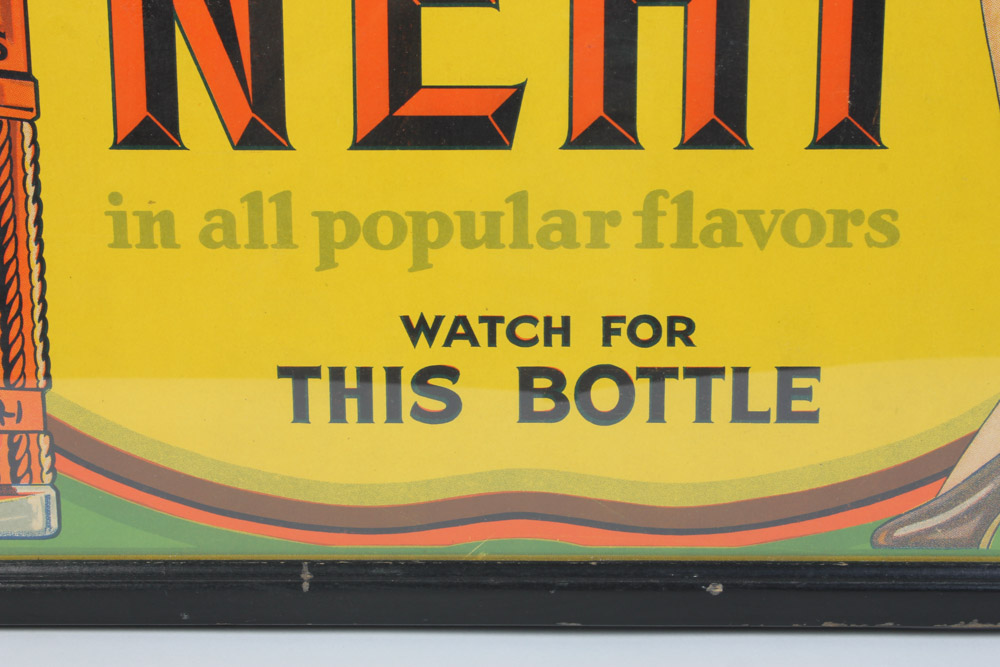 NEHI
in all popular flavors
WATCH FOR
THIS BOTTLE